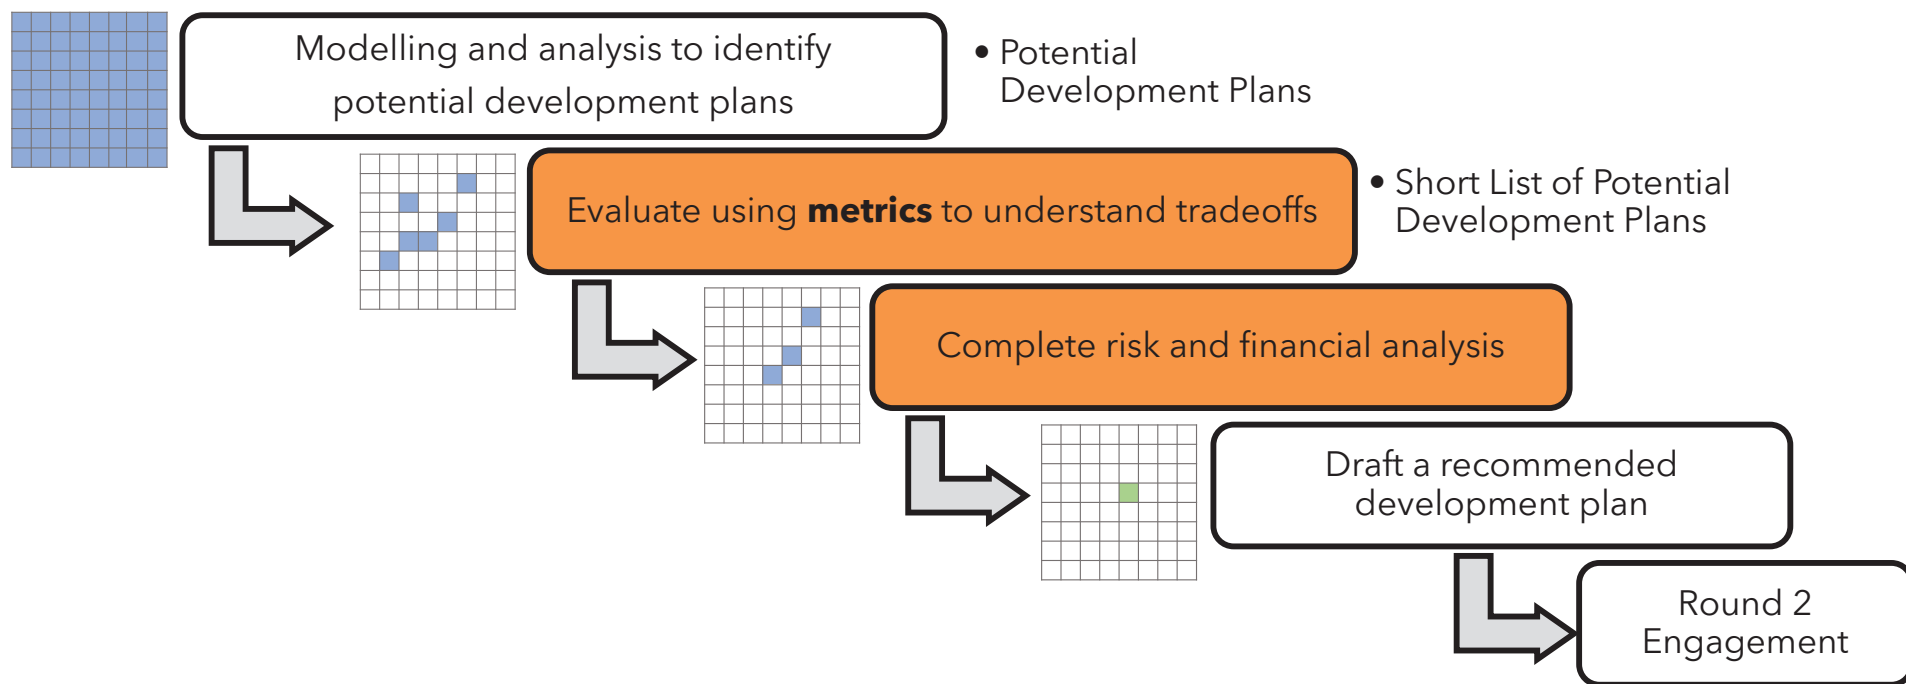 Modelling and analysis to identify
potential development plans
• Potential
Development Plans
Evaluate using metrics to understand tradeoffs
• Short List of Potential
Development Plans
Complete risk and financial analysis
Draft a recommended
development plan
Round 2
Engagement